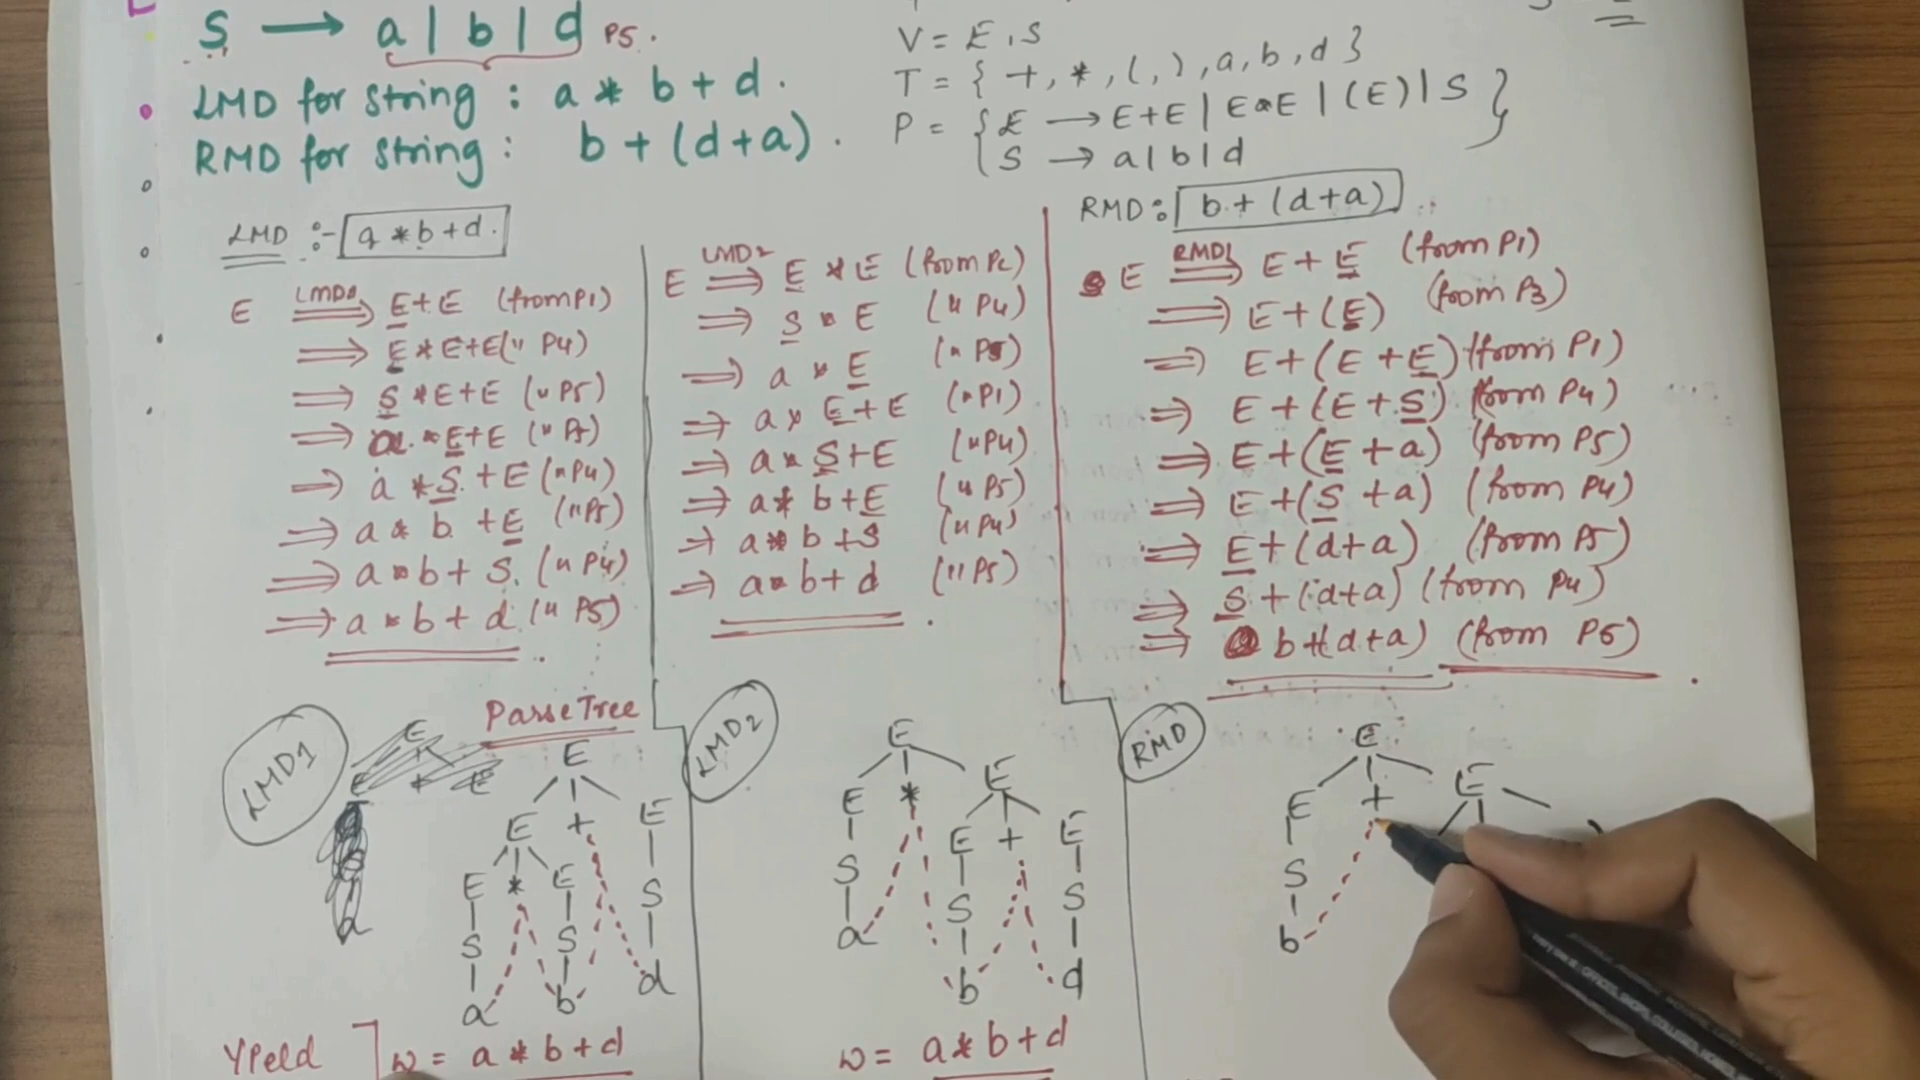 S → a | b | d P5.
LMD for string : a * b + d .
RMD for string : b + (d+a) .
V = E, S
T = { +, *, (, ), a, b, d }
P = { E → E+E | E*E | (E) | S }
S → a | b | d
LMD :- a * b + d .
E LMD1 ⇒ E + E (from P1)
⇒ E * E + E ( " P4)
⇒ S * E + E ( " P5)
⇒ a * E + E ( " P5)
⇒ a * S + E ( " P4)
⇒ a * b + E ( " P5)
⇒ a * b + S. ( " P4)
⇒ a * b + d. ( " P5)
E LMD2 ⇒ E * E (from P2)
⇒ S * E ( " P4)
⇒ a * E ( " P5)
⇒ a * E + E ( " P1)
⇒ a * S + E ( " P4)
⇒ a * b + E ( " P5)
⇒ a * b + S ( " P4)
⇒ a * b + d ( " P5)
RMD : b + (d+a)
E RMD1 ⇒ E + E (from P1)
⇒ E + (E) (from P3)
⇒ E + (E + E) (from P1)
⇒ E + (E + S) (from P4)
⇒ E + (E + a) (from P5)
⇒ E + (S + a) (from P4)
⇒ E + (d+a) (from P5)
⇒ S + (d+a) (from P4)
⇒ b + (d+a) (from P5)
LMD1
Parse Tree
E
E + E
E * E S
S S d
a b
Yield ] w = a * b + d
LMD2
E
E * E
S E + E
a S S
b d
w = a * b + d
RMD
E
E + E
S
b